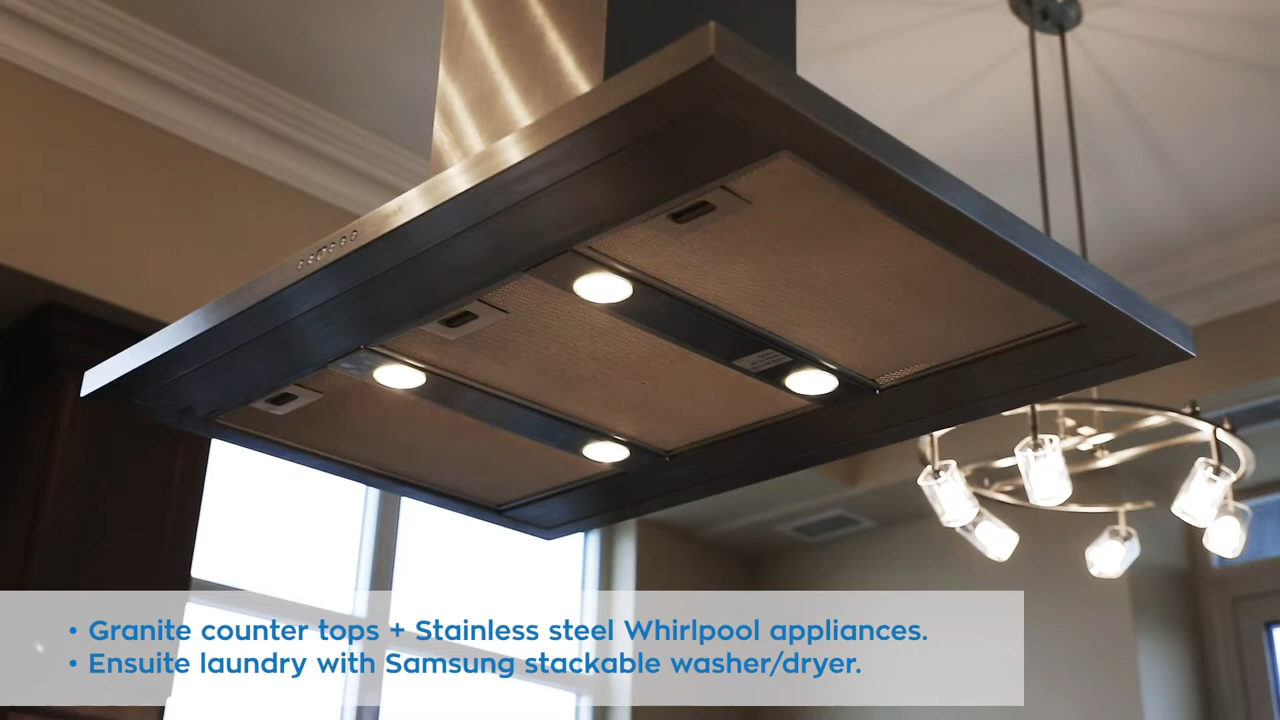 • Granite counter tops + Stainless steel Whirlpool appliances.
• Ensuite laundry with Samsung stackable washer/dryer.